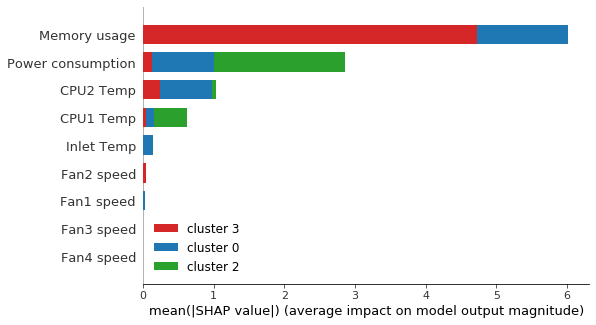 Memory usage
Power consumption
CPU2 Temp
CPU1 Temp
Inlet Temp
Fan2 speed
Fan1 speed
Fan3 speed
Fan4 speed
cluster 3
cluster 0
cluster 2
0 1 2 3 4 5 6
mean(|SHAP value|) (average impact on model output magnitude)